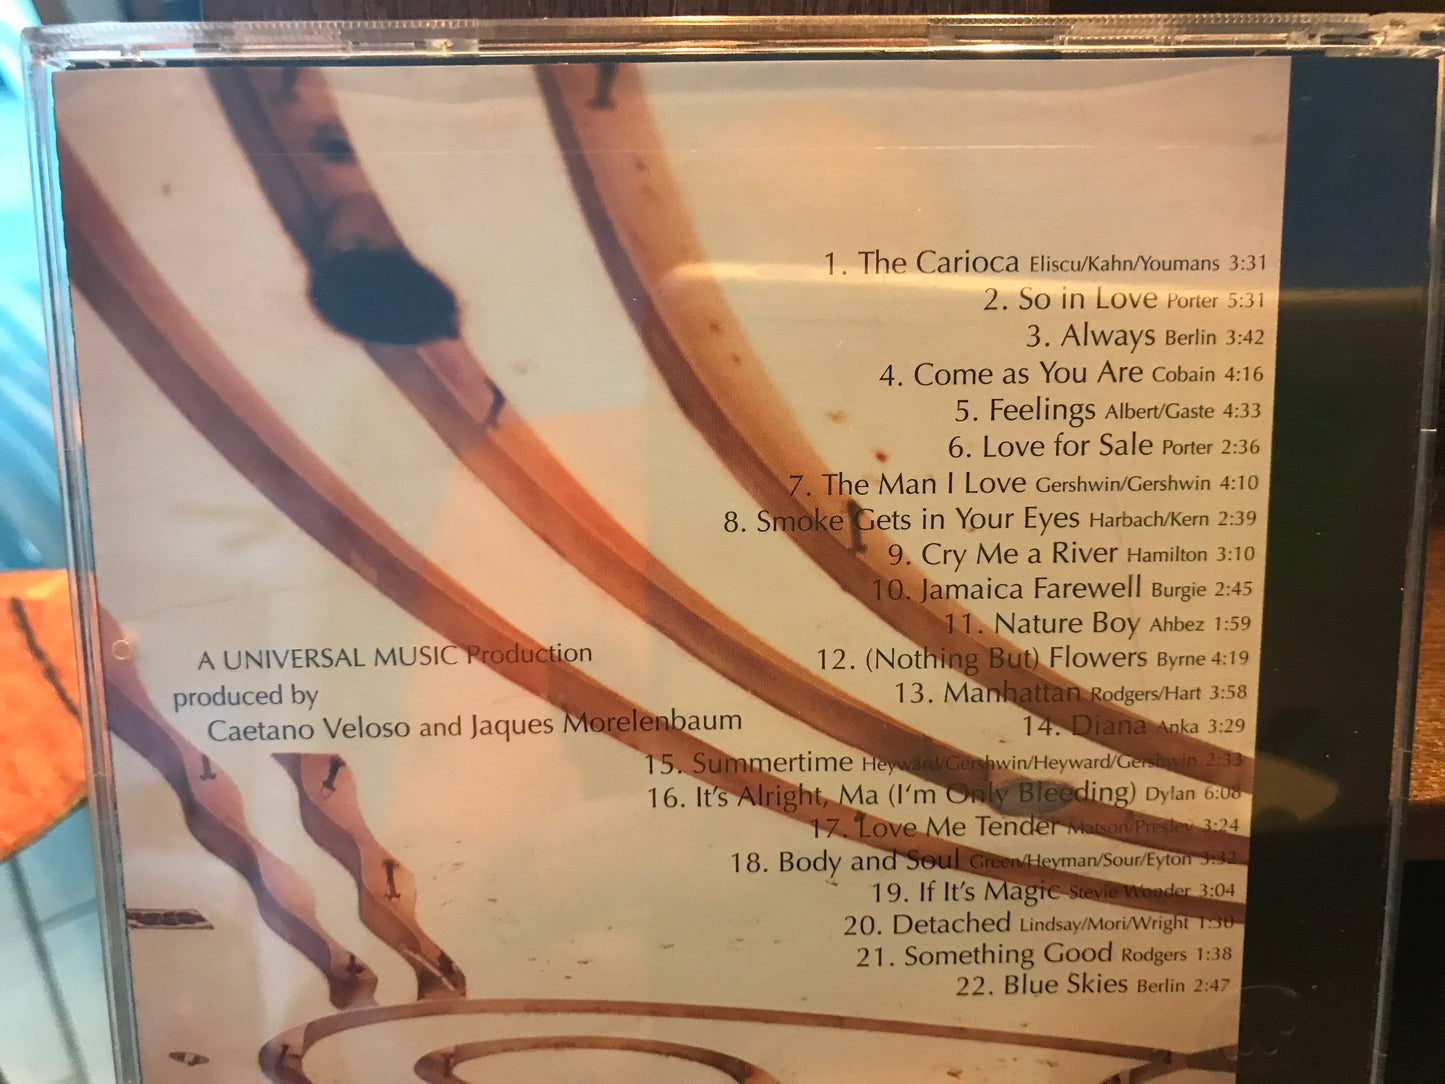 1. The Carioca Eliscu/Kahn/Youmans 3:31
2. So in Love Porter 5:31
3. Always Berlin 3:42
4. Come as You Are Cobain 4:16
5. Feelings Albert/Gaste 4:33
6. Love for Sale Porter 2:36
7. The Man I Love Gershwin/Gershwin 4:10
8. Smoke Gets in Your Eyes Harbach/Kern 2:39
9. Cry Me a River Hamilton 3:10
10. Jamaica Farewell Burgie 2:45
11. Nature Boy Ahbez 1:59
12. (Nothing But) Flowers Byrne 4:19
13. Manhattan Rodgers/Hart 3:58
14. Diana Anka 3:29
15. Summertime Heyward/Gershwin/Heyward/Gershwin 2:33
16. It's Alright, Ma (I'm Only Bleeding) Dylan 6:08
17. Love Me Tender Matson/Presley 3:24
18. Body and Soul Green/Heyman/Sour/Eyton 3:32
19. If It's Magic Stevie Wonder 3:04
20. Detached Lindsay/Mori/Wright 1:30
21. Something Good Rodgers 1:38
22. Blue Skies Berlin 2:47
A UNIVERSAL MUSIC Production
produced by
Caetano Veloso and Jaques Morelenbaum